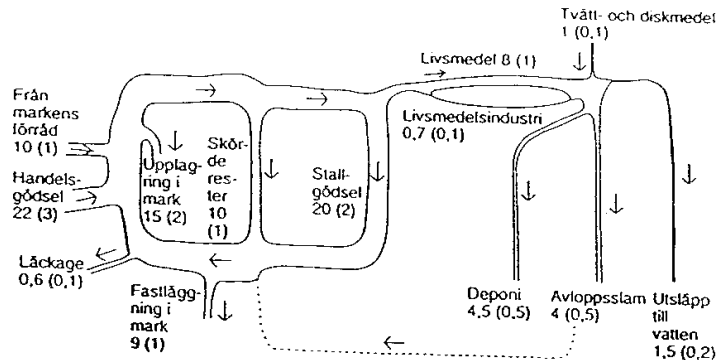 Tvätt- och diskmedel
1 (0,1)
Livsmedel 8 (1)
Från
markens
förråd
10 (1)
Livsmedelsindustri
0,7 (0,1)
Handels-
gödsel
22 (3)
Upplag-
ring i
mark
15 (2)
Skör-
de
res-
ter
10
(1)
Stall-
gödsel
20 (2)
Läckage
0,6 (0,1)
Fastlägg-
ning i
mark
9 (1)
Deponi
4,5 (0,5)
Avloppsslam
4 (0,5)
Utsläpp
till
vatten
1,5 (0,2)